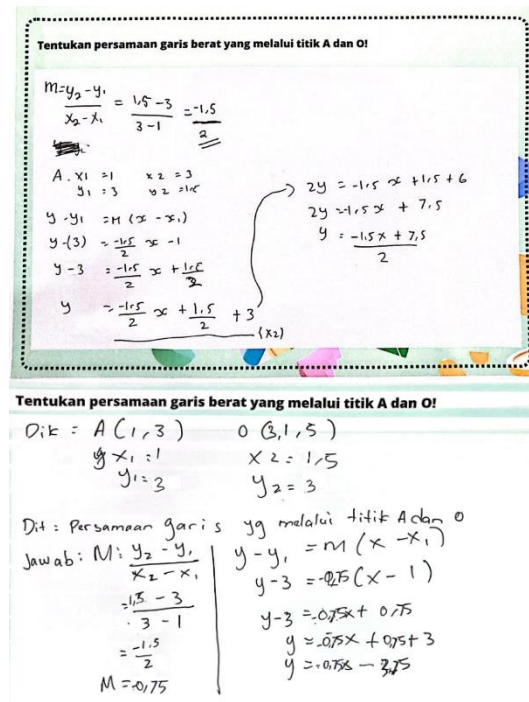 Tentukan persamaan garis berat yang melalui titik A dan O!
M=y₂-y₁/x₂-x₁ = 1,5-3/3-1 = -1,5/2
A. x1 = 1 x2 = 3
y1 : 3 y2 = 1,5
y - y1 = M (x - x₁)
y-(3) = -1,5/2 x - 1
y - 3 = -1,5/2 x + 1,5/2
y = -1,5/2 x + 1,5/2 + 3
(x2)
2y = -1,5 x + 1,5 + 6
2y = -1,5 x + 7,5
y = -1,5x + 7,5/2
Tentukan persamaan garis berat yang melalui titik A dan O!
Dik = A (1,3) O (3,1,5)
x₁ : 1 x2 = 1,5
y₁ = 3 y2 = 3
Dit : Persamaan garis yg melalui titik A dan O
Jawab : M : y₂ - y₁/x₂ - x₁
= 1,5 - 3/3 - 1
= -1,5/2
M = -0,75
y - y₁ = m (x - x₁)
y - 3 = -0,75 (x - 1)
y - 3 = -0,75x + 0,75
y = -0,75x + 0,75 + 3